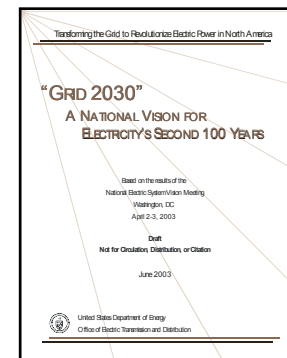 Transforming the Grid to Revolutionize Electric Power in North America
"GRID 2030"
A NATIONAL VISION FOR
ELECTRICITY'S SECOND 100 YEARS
Based on the results of the
National Electric System Vision Meeting
Washington, DC
April 2-3, 2003
Draft
Not for Circulation, Distribution, or Citation
June 2003
United States Department of Energy
Office of Electric Transmission and Distribution